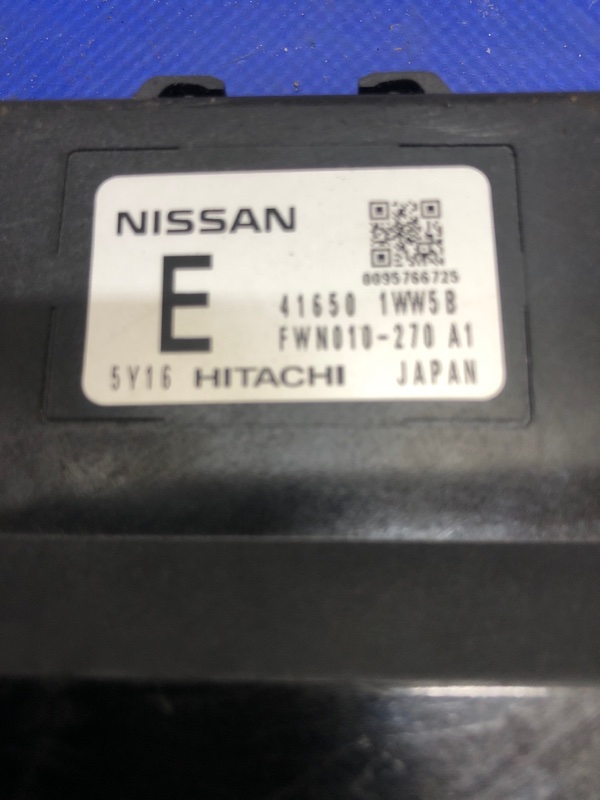 NISSAN
0095766725
E
41650 1WW5B
FWN010-270 A1
5Y16 HITACHI JAPAN